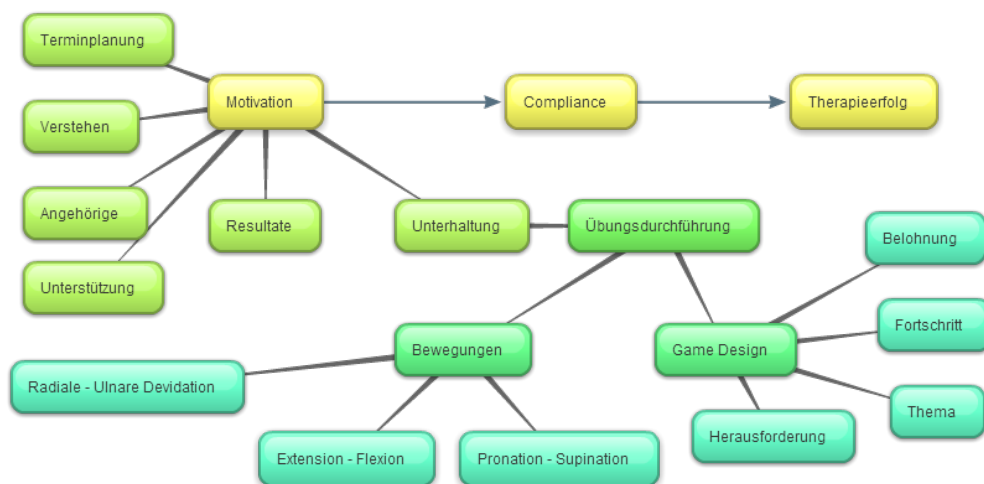 Terminplanung
Motivation
Compliance
Therapieerfolg
Verstehen
Angehörige
Resultate
Unterhaltung
Übungsdurchführung
Belohnung
Unterstützung
Fortschritt
Bewegungen
Game Design
Radiale - Ulnare Devidation
Thema
Herausforderung
Extension - Flexion
Pronation - Supination